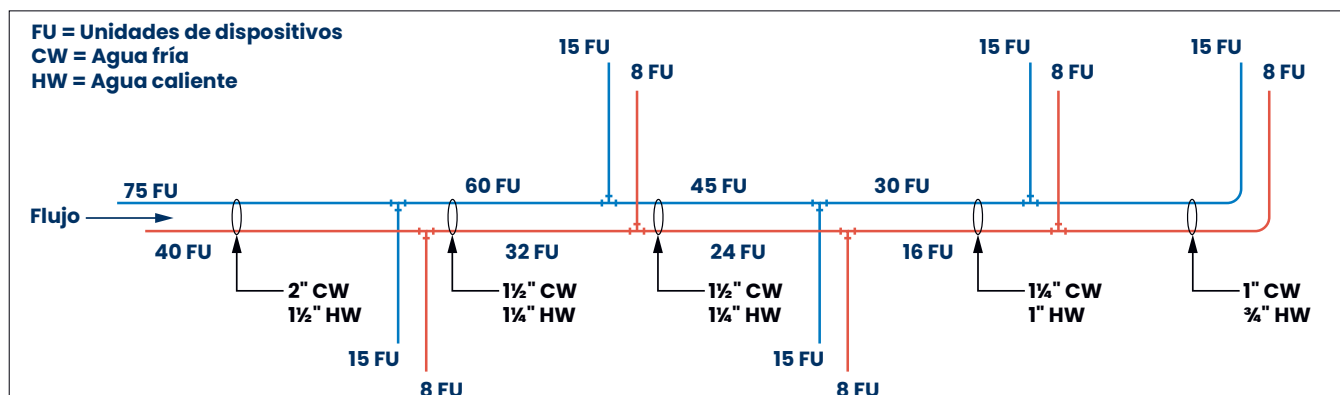 FU = Unidades de dispositivos
CW = Agua fría
HW = Agua caliente
15 FU
8 FU
15 FU
8 FU
15 FU
8 FU
75 FU
60 FU
45 FU
30 FU
Flujo
40 FU
32 FU
24 FU
16 FU
2" CW
1½" HW
1½" CW
1¼" HW
1½" CW
1¼" HW
1¼" CW
1" HW
1" CW
¾" HW
15 FU
8 FU
15 FU
8 FU